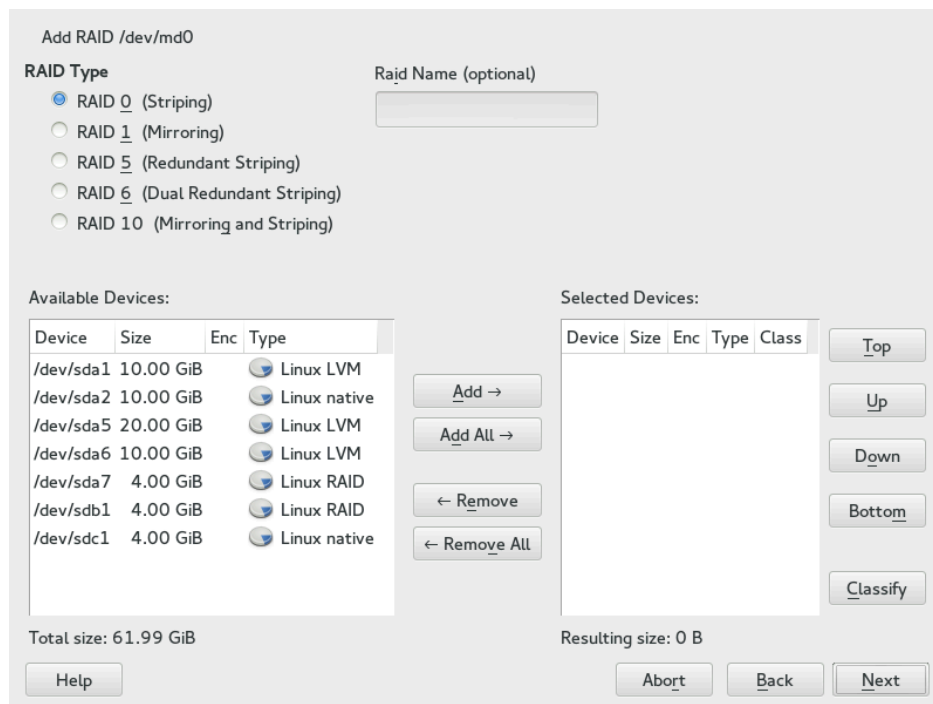 Add RAID /dev/md0
RAID Type
Raid Name (optional)
RAID 0 (Striping)
RAID 1 (Mirroring)
RAID 5 (Redundant Striping)
RAID 6 (Dual Redundant Striping)
RAID 10 (Mirroring and Striping)
Available Devices:
Device Size Enc Type
/dev/sda1 10.00 GiB Linux LVM
/dev/sda2 10.00 GiB Linux native
/dev/sda5 20.00 GiB Linux LVM
/dev/sda6 10.00 GiB Linux LVM
/dev/sda7 4.00 GiB Linux RAID
/dev/sdb1 4.00 GiB Linux RAID
/dev/sdc1 4.00 GiB Linux native
Total size: 61.99 GiB
Add →
Add All →
← Remove
← Remove All
Selected Devices:
Device Size Enc Type Class
Resulting size: 0 B
Top
Up
Down
Bottom
Classify
Help
Abort
Back
Next